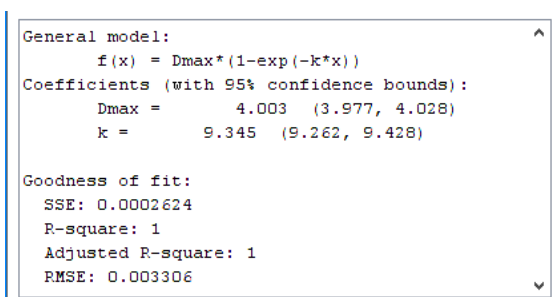 General model:
f(x) = Dmax*(1-exp(-k*x))
Coefficients (with 95% confidence bounds):
Dmax = 4.003 (3.977, 4.028)
k = 9.345 (9.262, 9.428)
Goodness of fit:
SSE: 0.0002624
R-square: 1
Adjusted R-square: 1
RMSE: 0.003306